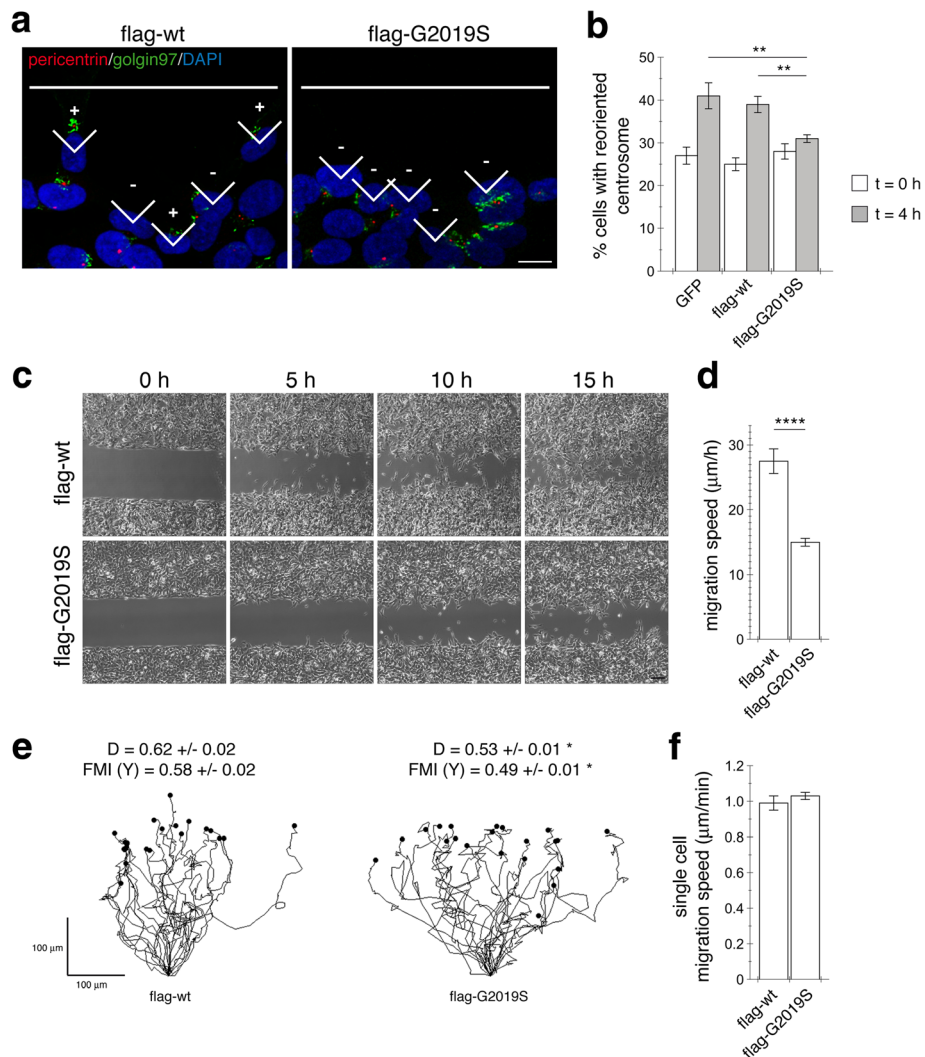 a
flag-wt
flag-G2019S
pericentrin/golgin97/DAPI
+
+
-
-
+
-
-
-
-
-
b
**
**
% cells with reoriented
centrosome
50
40
30
20
10
0
GFP
flag-wt
flag-G2019S
t = 0 h
t = 4 h
c
0 h
5 h
10 h
15 h
flag-wt
flag-G2019S
d
****
migration speed (µm/h)
30
20
10
0
flag-wt
flag-G2019S
e
D = 0.62 +/- 0.02
FMI (Y) = 0.58 +/- 0.02
D = 0.53 +/- 0.01 *
FMI (Y) = 0.49 +/- 0.01 *
100 µm
100 µm
flag-wt
flag-G2019S
f
single cell
migration speed (µm/min)
1.2
1.0
0.8
0.6
0.4
0.2
0
flag-wt
flag-G2019S